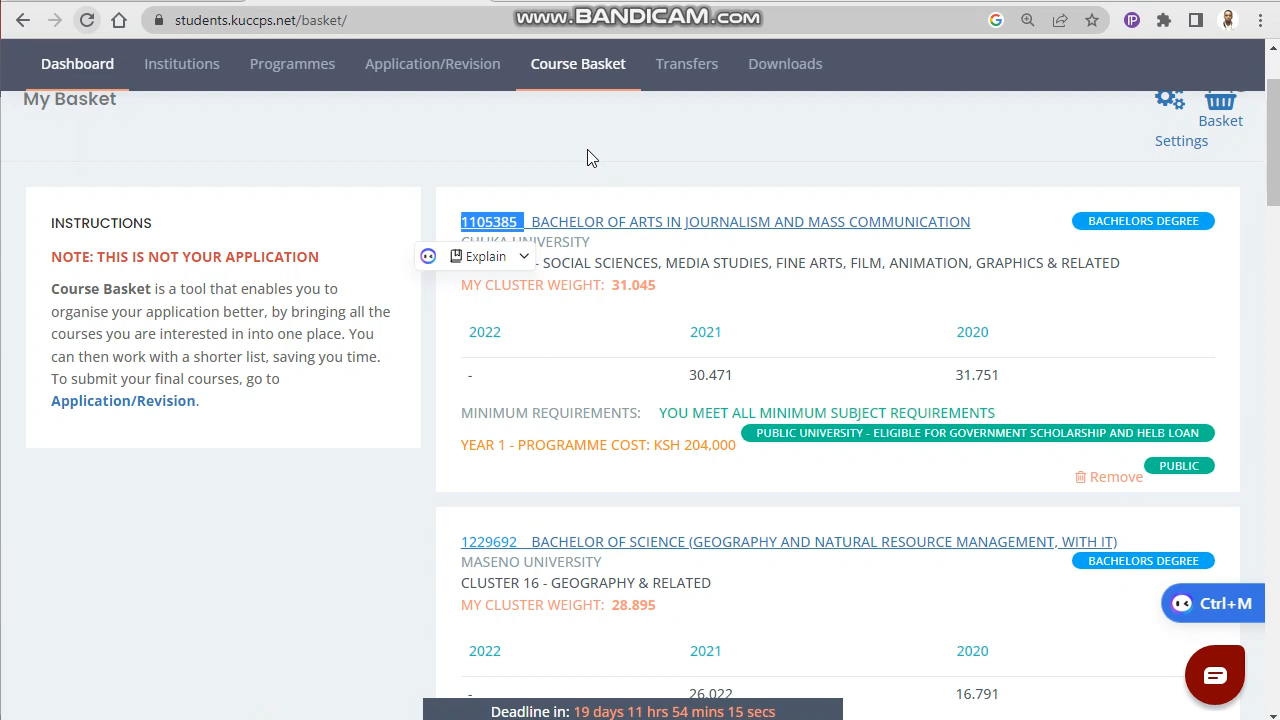 students.kuccps.net/basket/
www.BANDICAM.com
Dashboard Institutions Programmes Application/Revision Course Basket Transfers Downloads
My Basket
Basket
Settings
INSTRUCTIONS
NOTE: THIS IS NOT YOUR APPLICATION
Course Basket is a tool that enables you to
organise your application better, by bringing all the
courses you are interested in into one place. You
can then work with a shorter list, saving you time.
To submit your final courses, go to
Application/Revision.
1105385 BACHELOR OF ARTS IN JOURNALISM AND MASS COMMUNICATION
BACHELORS DEGREE
CHUKA UNIVERSITY
Explain
- SOCIAL SCIENCES, MEDIA STUDIES, FINE ARTS, FILM, ANIMATION, GRAPHICS & RELATED
MY CLUSTER WEIGHT: 31.045
2022 2021 2020
- 30.471 31.751
MINIMUM REQUIREMENTS: YOU MEET ALL MINIMUM SUBJECT REQUIREMENTS
YEAR 1 - PROGRAMME COST: KSH 204,000
PUBLIC UNIVERSITY - ELIGIBLE FOR GOVERNMENT SCHOLARSHIP AND HELB LOAN
PUBLIC
Remove
1229692 BACHELOR OF SCIENCE (GEOGRAPHY AND NATURAL RESOURCE MANAGEMENT, WITH IT)
BACHELORS DEGREE
MASENO UNIVERSITY
CLUSTER 16 - GEOGRAPHY & RELATED
MY CLUSTER WEIGHT: 28.895
Ctrl+M
2022 2021 2020
- 26.022 16.791
Deadline in: 19 days 11 hrs 54 mins 15 secs